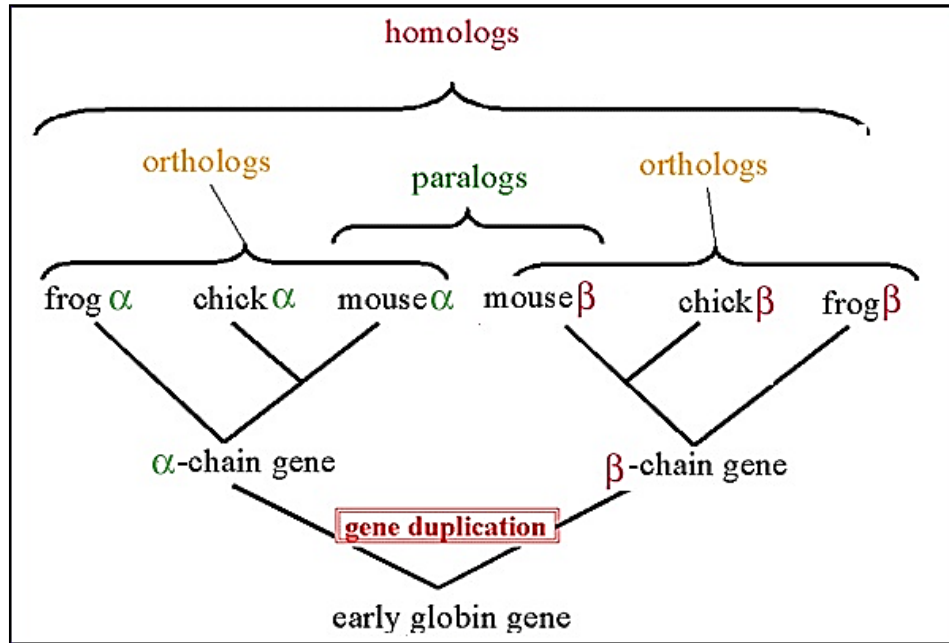 homologs
orthologs paralogs orthologs
frog α chick α mouse α mouse β chick β frog β
α-chain gene β-chain gene
gene duplication
early globin gene